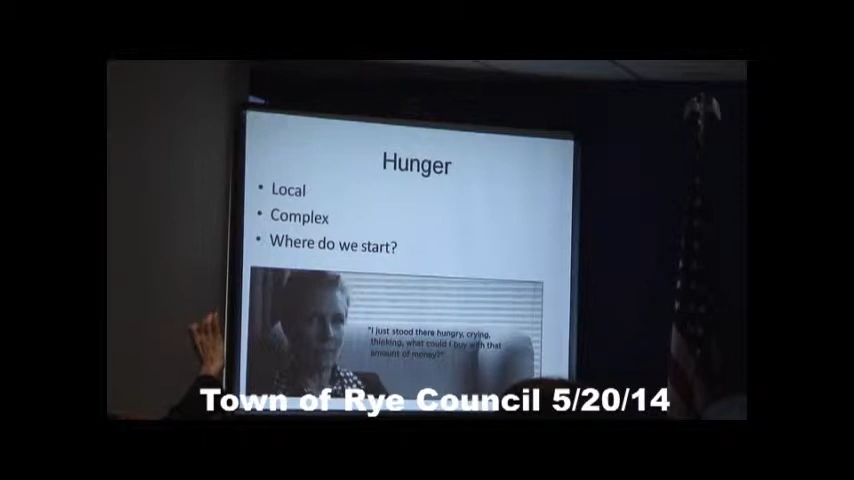 Hunger
• Local
• Complex
• Where do we start?
"I just stood there hungry, crying,
thinking, what could I buy with that
amount of money?"
Town of Rye Council 5/20/14